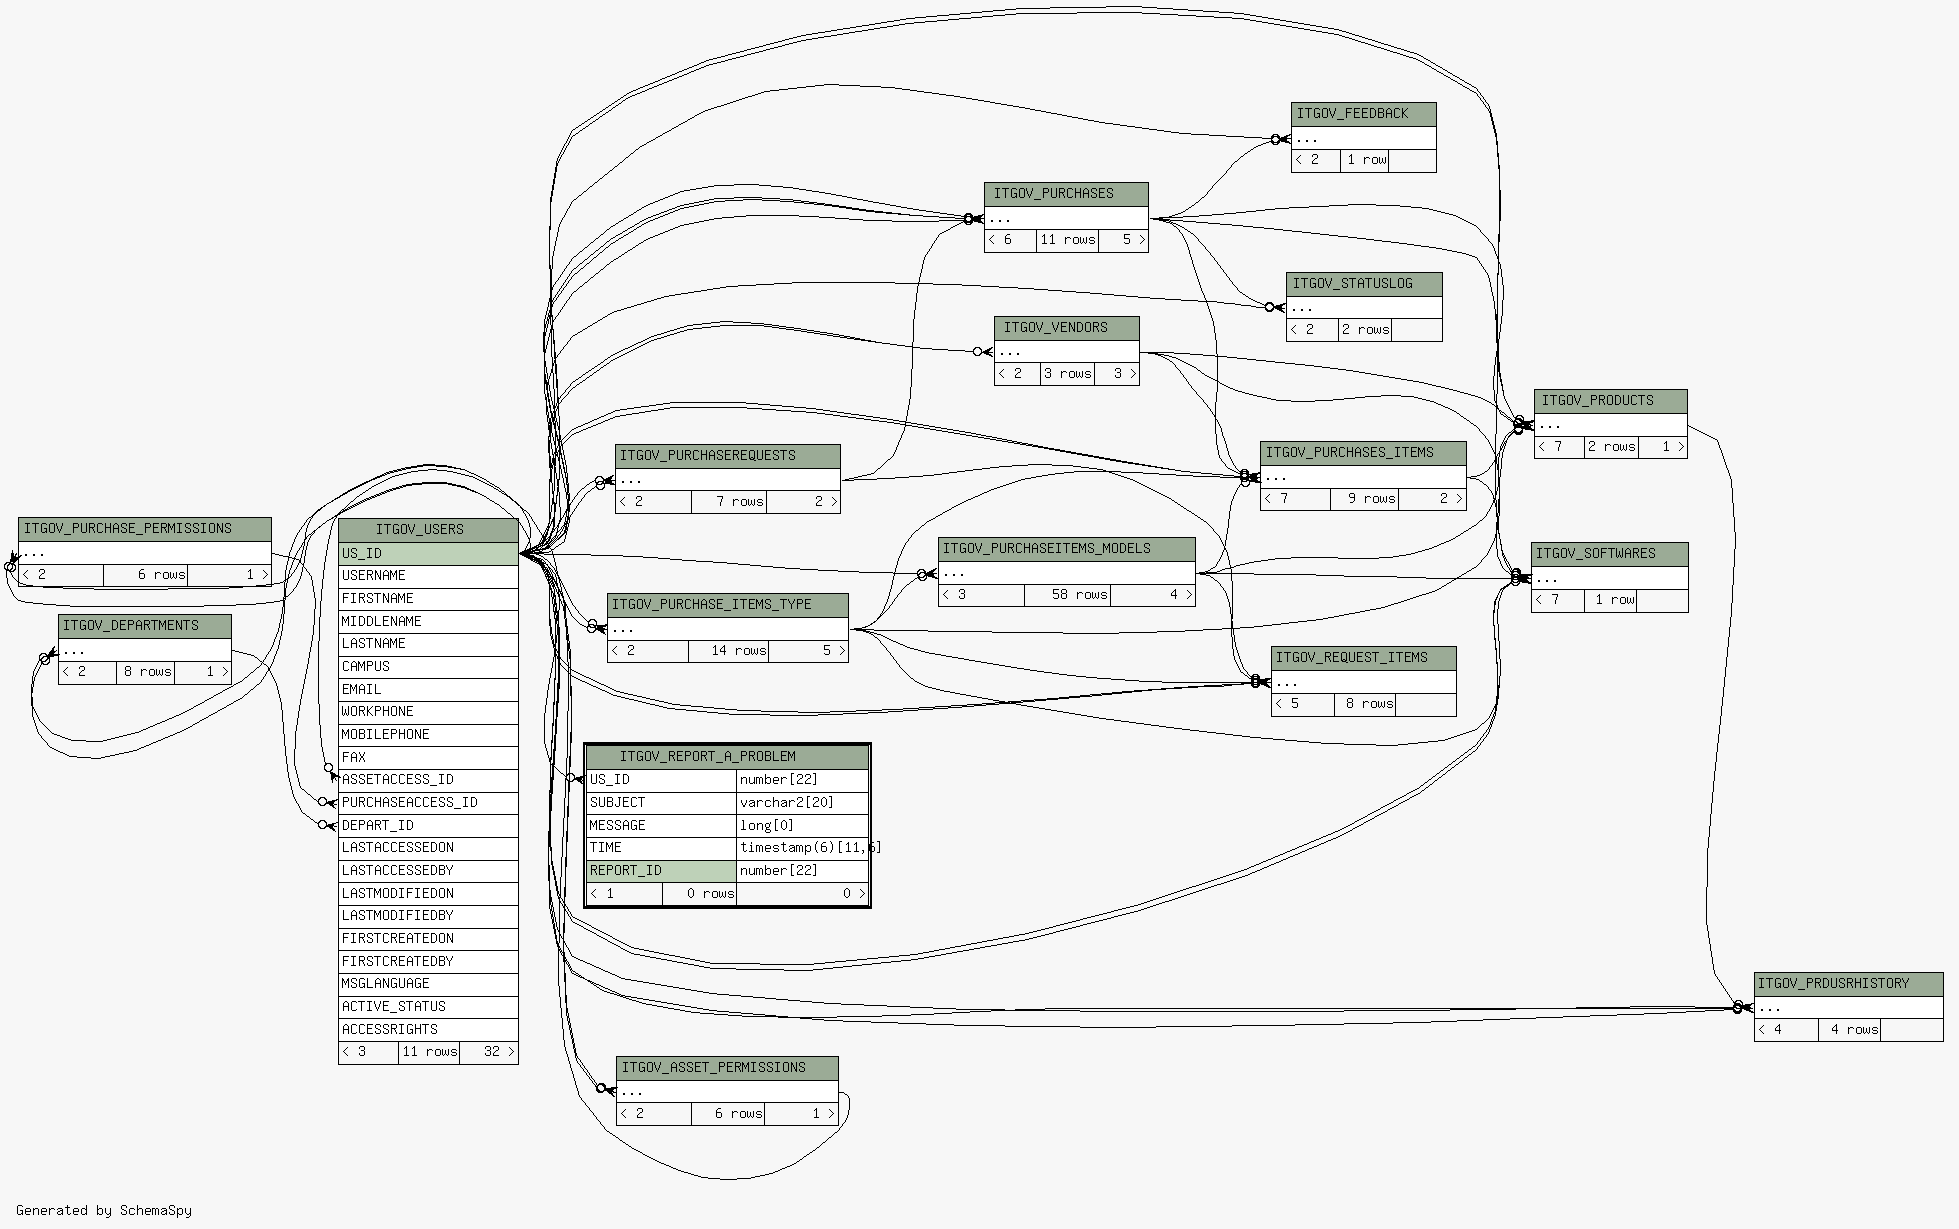 ITGOV_FEEDBACK
...
< 2 1 row
ITGOV_PURCHASES
...
< 6 11 rows 5 >
ITGOV_STATUSLOG
...
< 2 2 rows
ITGOV_VENDORS
...
< 2 3 rows 3 >
ITGOV_PRODUCTS
...
< 7 2 rows 1 >
ITGOV_PURCHASEREQUESTS
...
< 2 7 rows 2 >
ITGOV_PURCHASES_ITEMS
...
< 7 9 rows 2 >
ITGOV_PURCHASE_PERMISSIONS
...
< 2 6 rows 1 >
ITGOV_DEPARTMENTS
...
< 2 8 rows 1 >
ITGOV_USERS
US_ID
USERNAME
FIRSTNAME
MIDDLENAME
LASTNAME
CAMPUS
EMAIL
WORKPHONE
MOBILEPHONE
FAX
ASSETACCESS_ID
PURCHASEACCESS_ID
DEPART_ID
LASTACCESSEDON
LASTACCESSEDBY
LASTMODIFIEDON
LASTMODIFIEDBY
FIRSTCREATEDON
FIRSTCREATEDBY
MSGLANGUAGE
ACTIVE_STATUS
ACCESSRIGHTS
< 3 11 rows 32 >
ITGOV_PURCHASEITEMS_MODELS
...
< 3 58 rows 4 >
ITGOV_SOFTWARES
...
< 7 1 row
ITGOV_PURCHASE_ITEMS_TYPE
...
< 2 14 rows 5 >
ITGOV_REQUEST_ITEMS
...
< 5 8 rows
ITGOV_REPORT_A_PROBLEM
US_ID number[22]
SUBJECT varchar2[20]
MESSAGE long[0]
TIME timestamp(6)[11,6]
REPORT_ID number[22]
< 1 0 rows 0 >
ITGOV_PRDUSRHISTORY
...
< 4 4 rows
ITGOV_ASSET_PERMISSIONS
...
< 2 6 rows 1 >
Generated by SchemaSpy